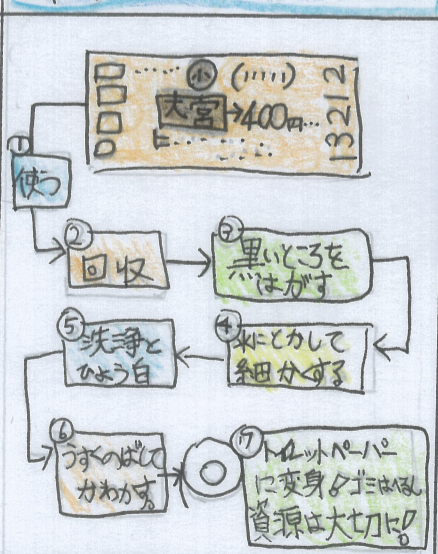 小 (ııııı)
大宮→400円…
13212
①
使う
②
回収
③
黒いところを
はがす
④
水にとかして
細かくする
⑤
洗浄と
ひょう白
⑥
うすくのばして
かわかす。
⑦
トイレットペーパー
に変身!ゴミはへるし
資源は大切に!